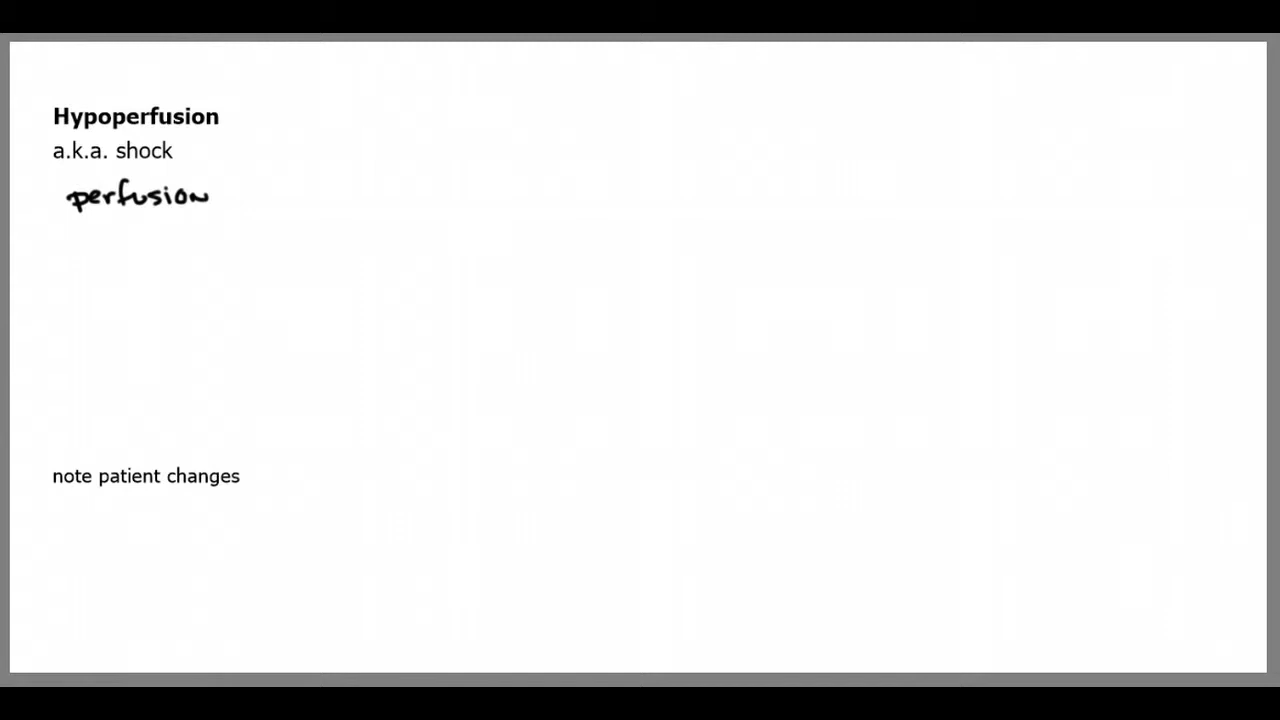 Hypoperfusion
a.k.a. shock
perfusion
note patient changes